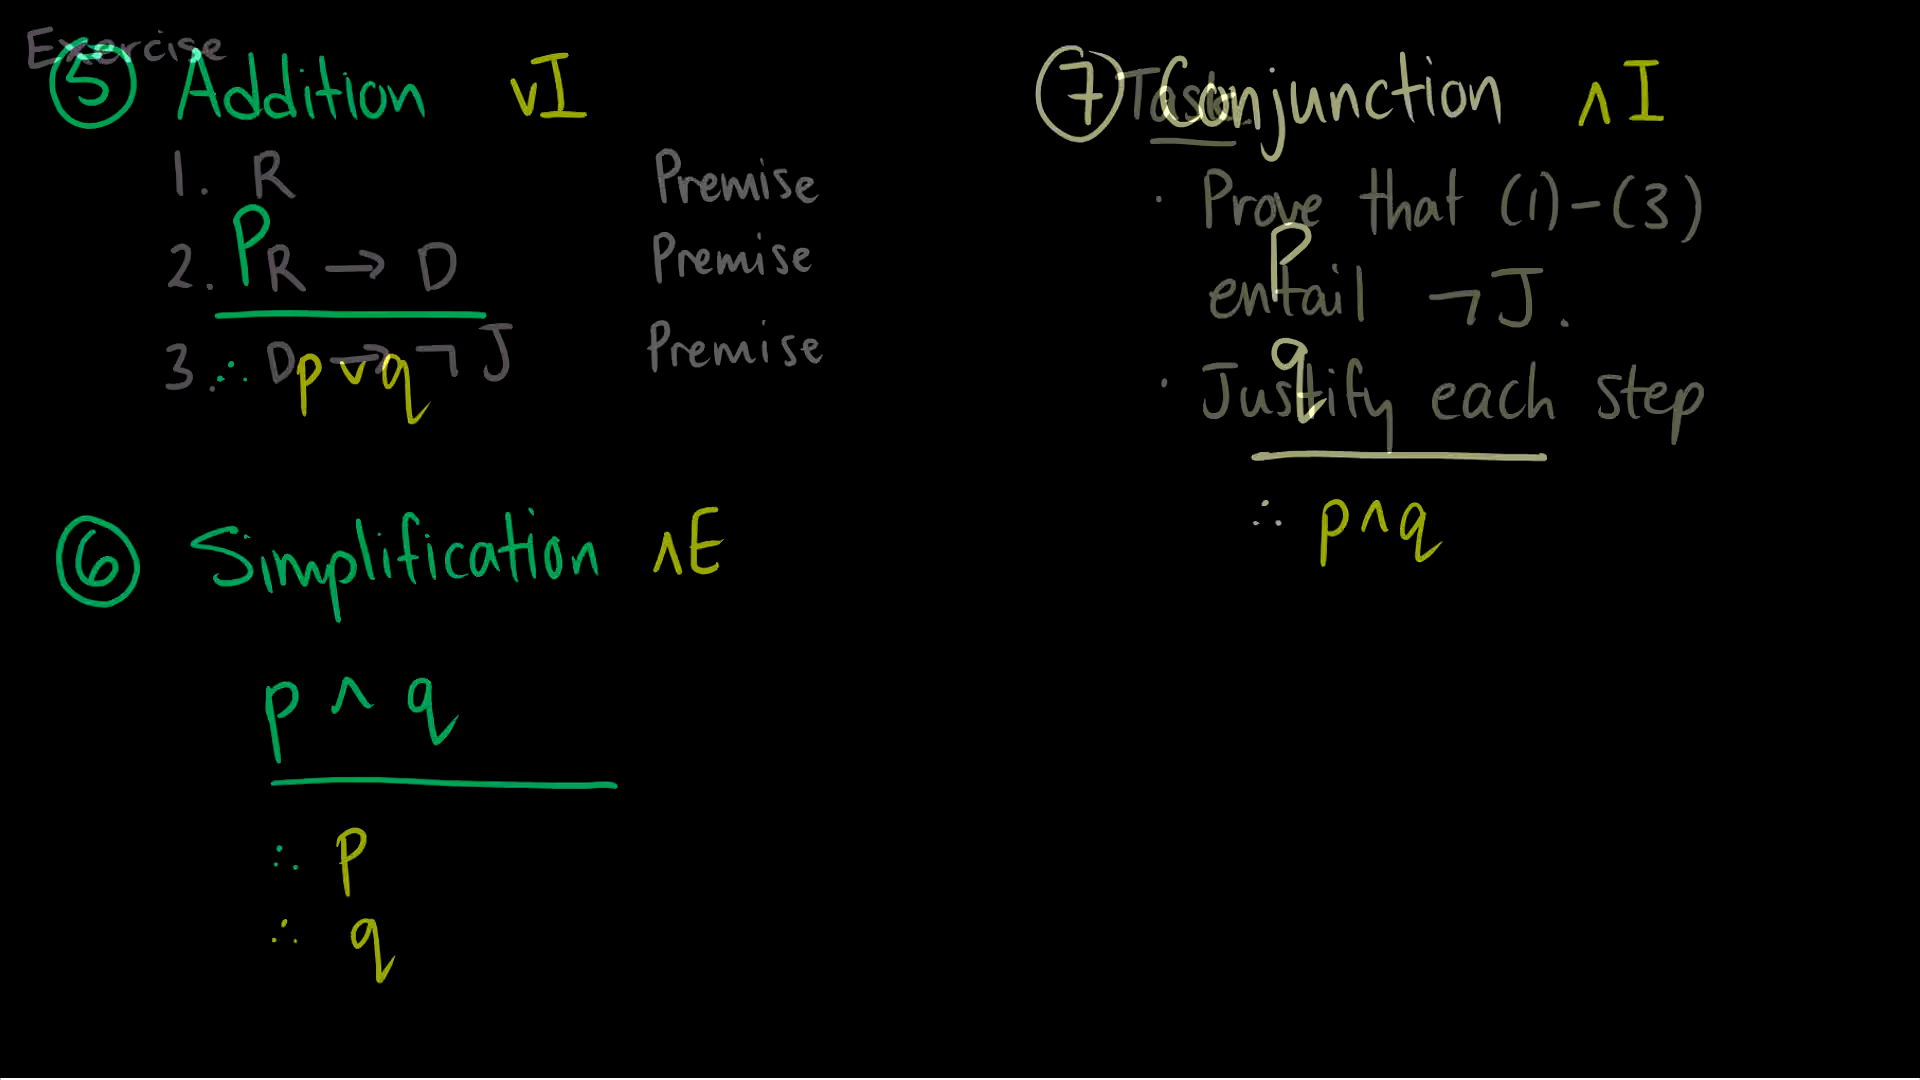 Exercise
⑤ Addition vI
1. R Premise
P
2. R → D Premise
3. D → ¬J Premise
∴ p v q
⑥ Simplification ∧E
p ∧ q
∴ p
∴ q
⑦ Conjunction ∧I
Task:
· Prove that (1)-(3)
P
entail ¬J.
q
· Justify each step
∴ p∧q